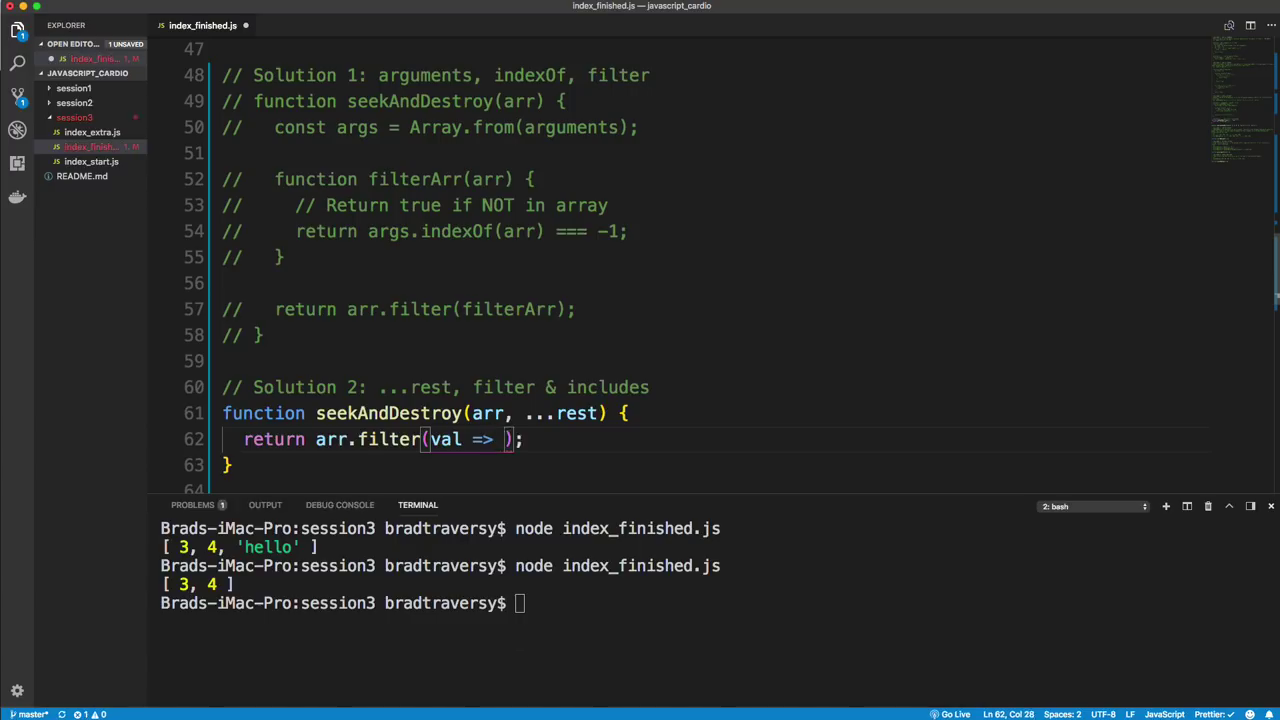 index_finished.js — javascript_cardio
EXPLORER
index_finished.js
OPEN EDITO... 1 UNSAVED
index_finis... 1, M
JAVASCRIPT_CARDIO
session1
session2
session3
index_extra.js
index_finish... 1, M
index_start.js
README.md
47
48 // Solution 1: arguments, indexOf, filter
49 // function seekAndDestroy(arr) {
50 //   const args = Array.from(arguments);
51
52 //   function filterArr(arr) {
53 //     // Return true if NOT in array
54 //     return args.indexOf(arr) === -1;
55 //   }
56
57 //   return arr.filter(filterArr);
58 // }
59
60 // Solution 2: ...rest, filter & includes
61 function seekAndDestroy(arr, ...rest) {
62   return arr.filter(val => );
63 }
64
PROBLEMS 1 OUTPUT DEBUG CONSOLE TERMINAL 2: bash
Brads-iMac-Pro:session3 bradtraversy$ node index_finished.js
[ 3, 4, 'hello' ]
Brads-iMac-Pro:session3 bradtraversy$ node index_finished.js
[ 3, 4 ]
Brads-iMac-Pro:session3 bradtraversy$
master* 1 0 Go Live Ln 62, Col 28 Spaces: 2 UTF-8 LF JavaScript Prettier: ✓